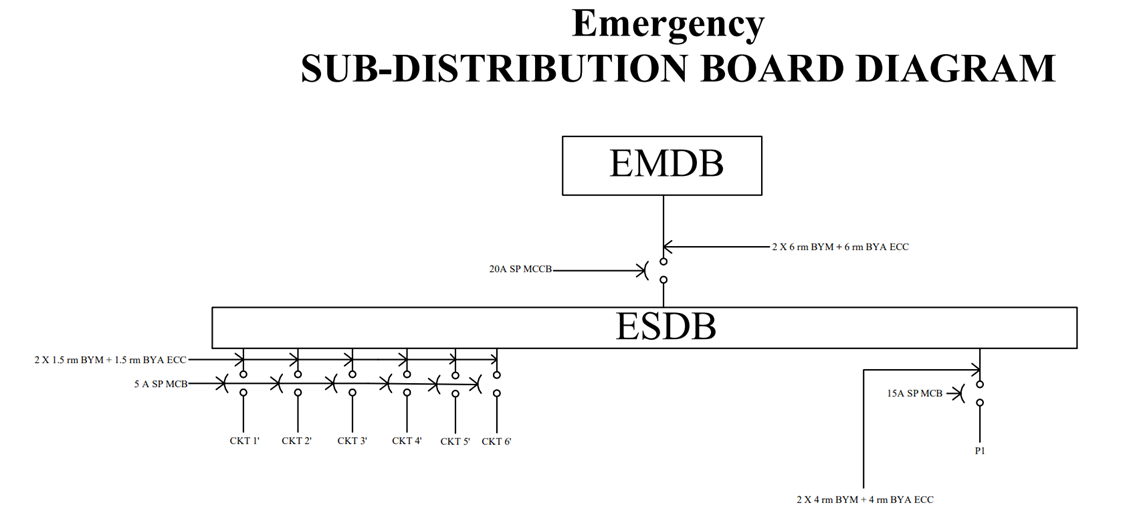 Emergency
SUB-DISTRIBUTION BOARD DIAGRAM
EMDB
2 X 6 rm BYM + 6 rm BYA ECC
20A SP MCCB
ESDB
2 X 1.5 rm BYM + 1.5 rm BYA ECC
5 A SP MCB
15A SP MCB
CKT 1' CKT 2' CKT 3' CKT 4' CKT 5' CKT 6'
P1
2 X 4 rm BYM + 4 rm BYA ECC